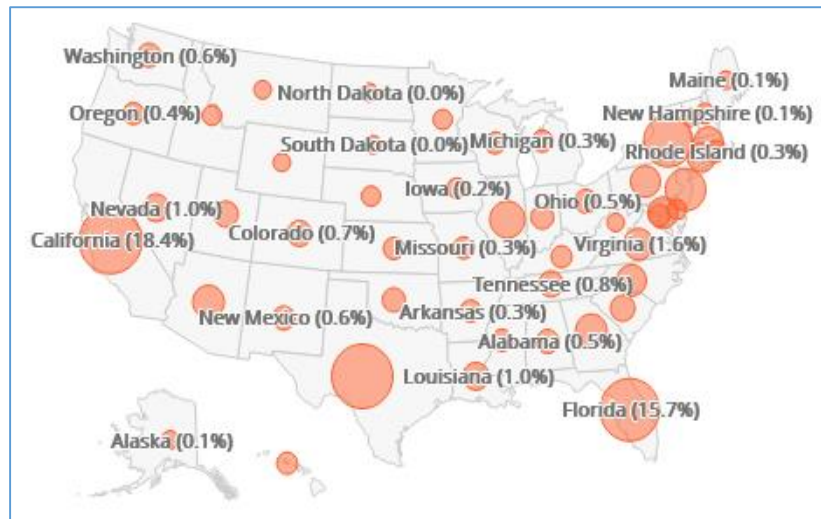 Washington (0.6%)
Maine (0.1%)
North Dakota (0.0%)
Oregon (0.4%)
New Hampshire (0.1%)
South Dakota (0.0%)
Michigan (0.3%)
Rhode Island (0.3%)
Iowa (0.2%)
Ohio (0.5%)
Nevada (1.0%)
Colorado (0.7%)
California (18.4%)
Missouri (0.3%)
Virginia (1.6%)
Tennessee (0.8%)
New Mexico (0.6%)
Arkansas (0.3%)
Alabama (0.5%)
Louisiana (1.0%)
Florida (15.7%)
Alaska (0.1%)